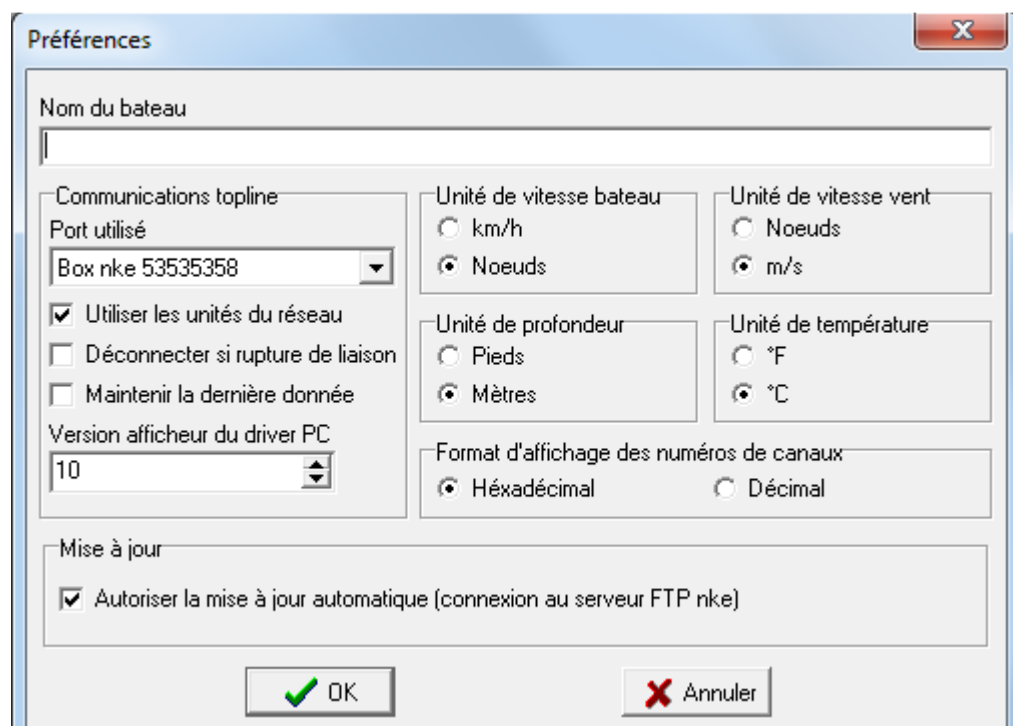 Préférences
Nom du bateau
Communications topline
Port utilisé
Box nke 53535358
Utiliser les unités du réseau
Déconnecter si rupture de liaison
Maintenir la dernière donnée
Version afficheur du driver PC
10
Unité de vitesse bateau
km/h
Noeuds
Unité de vitesse vent
Noeuds
m/s
Unité de profondeur
Pieds
Mètres
Unité de température
°F
°C
Format d'affichage des numéros de canaux
Héxadécimal
Décimal
Mise à jour
Autoriser la mise à jour automatique (connexion au serveur FTP nke)
OK
Annuler